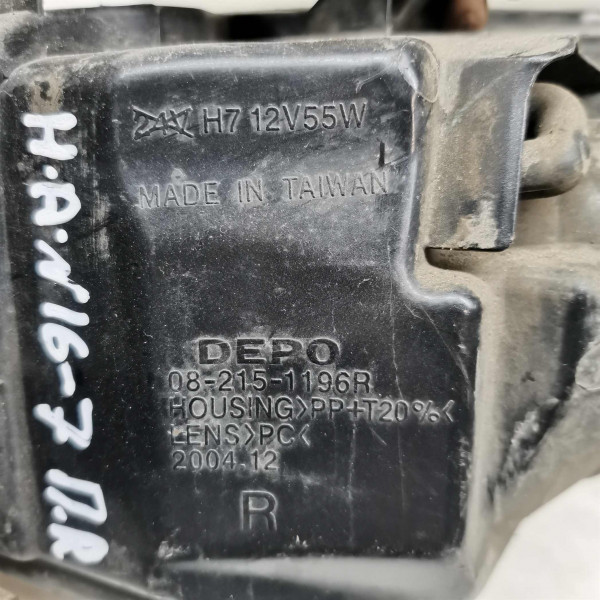 H7 12V55W
MADE IN TAIWAN
DEPO
08-215-1196R
HOUSING>PP+T20%<
LENS>PC<
2004.12
R
H.A.N16-7 П.Я